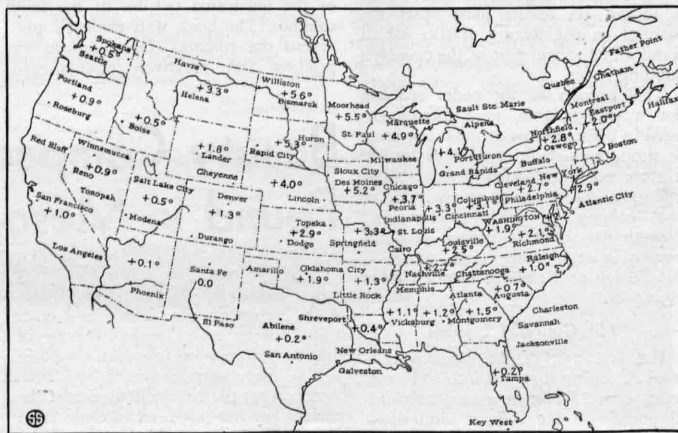 Spokane
+0.5°
Seattle
Havre
+3.3°
Helena
Williston
+5.6°
Bismarck
Moorhead
+5.5°
Marquette
+4.9°
St. Paul
Sault Ste. Marie
Alpena
Quebec
Father Point
Chatham
Montreal
Eastport
+2.0°
Halifax
Portland
+0.9°
Roseburg
+0.5°
Boise
+1.8°
Lander
Cheyenne
+5.3°
Rapid City
Huron
Milwaukee
Port Huron
Grand Rapids
Northfield
+2.8°
Oswego
Buffalo
Boston
Red Bluff
Winnemucca
+0.9°
Reno
Tonopah
Salt Lake City
+0.5°
Modena
Denver
+1.3°
+4.0°
Lincoln
Sioux City
Des Moines
+5.2°
Chicago
+3.7°
Peoria
Indianapolis
+3.3°
Columbus
+3.1°
Cincinnati
Cleveland
New York
+2.7°
Philadelphia
+2.9°
Atlantic City
San Francisco
+1.0°
Los Angeles
Durango
Topeka
+2.9°
Dodge
Springfield
+3.3°
St. Louis
Cairo
Louisville
+2.5°
WASHINGTON
+1.9°
+2.2°
+2.1°
Richmond
Raleigh
+1.0°
+0.1°
Phoenix
Santa Fe
0.0
Amarillo
Oklahoma City
+1.9°
+1.3°
Little Rock
Nashville
+2.2°
Memphis
Chattanooga
Atlanta
+0.7°
Augusta
Charleston
Savannah
Jacksonville
El Paso
Abilene
+0.2°
San Antonio
Shreveport
+0.4°
New Orleans
Galveston
+1.1°
Vicksburg
+1.2°
+1.5°
Montgomery
+0.2°
Tampa
Key West
SS